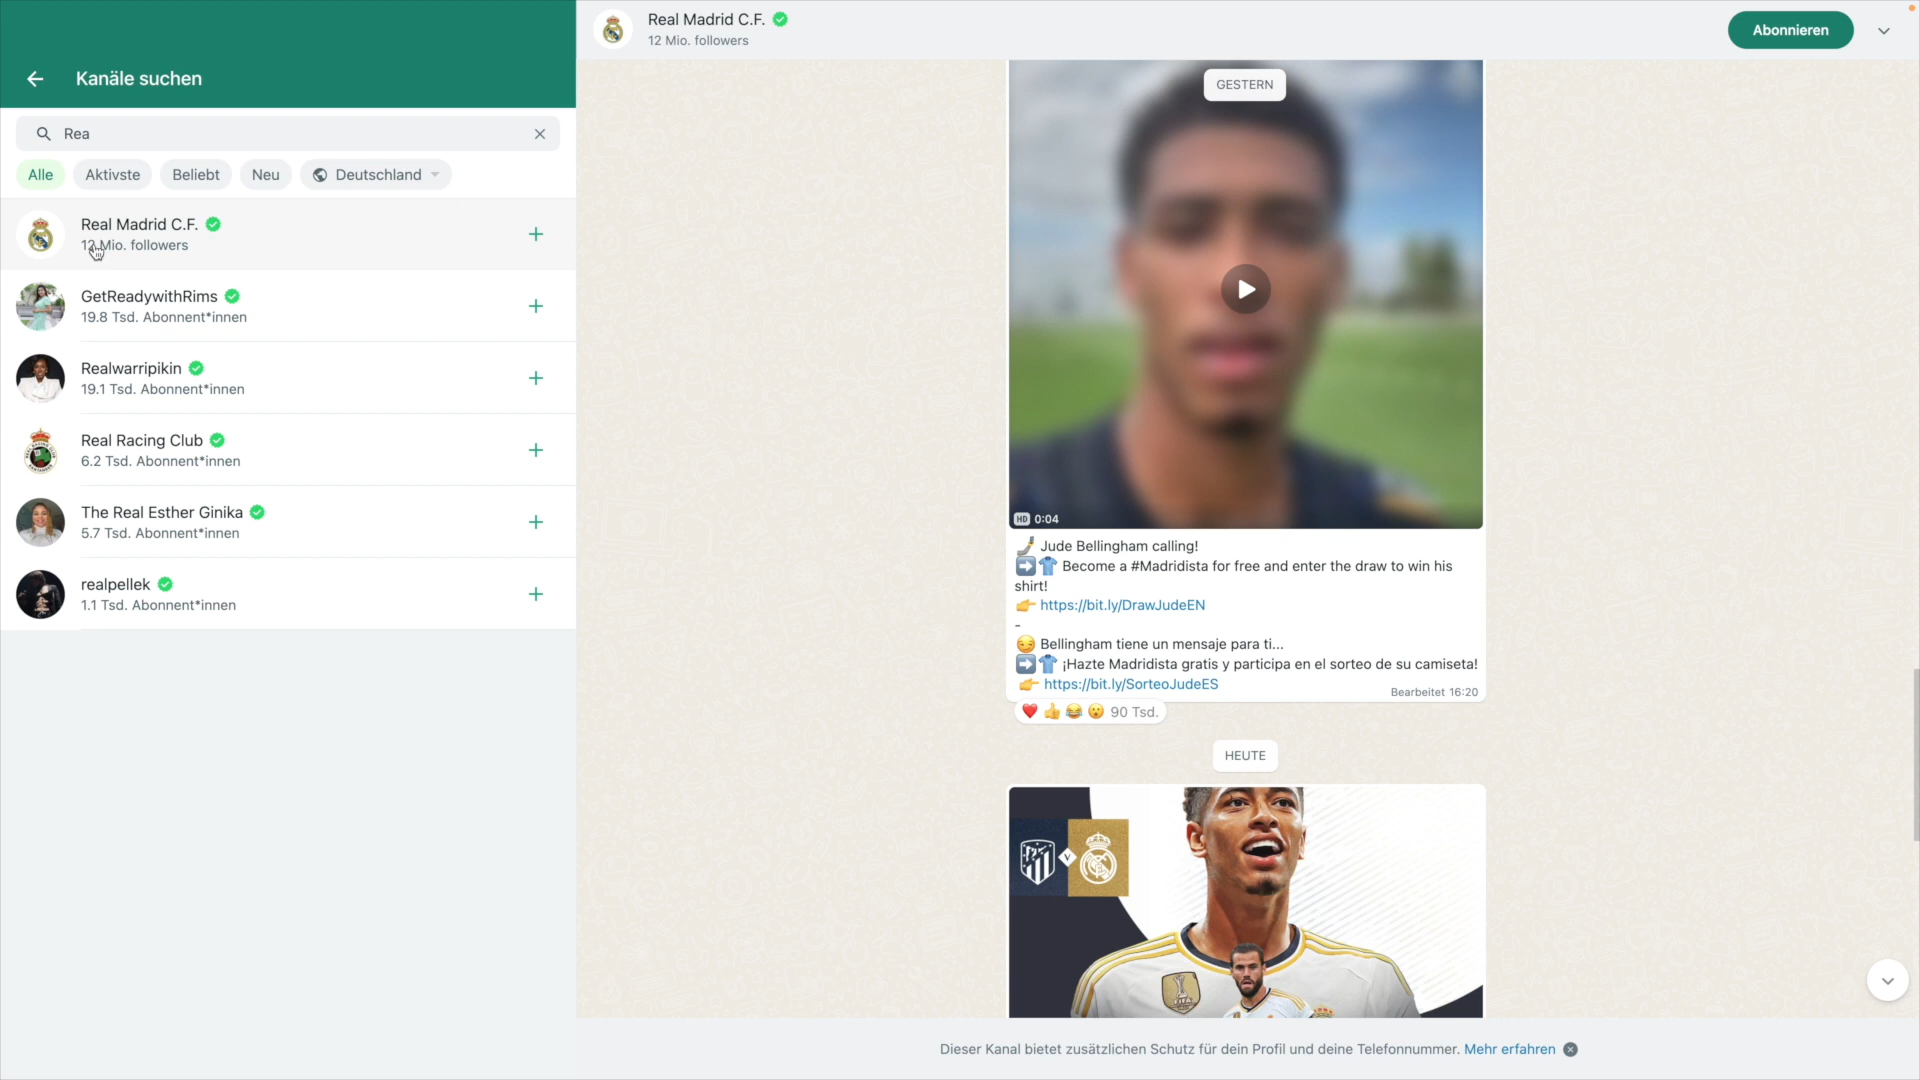 Kanäle suchen
Rea
Alle
Aktivste
Beliebt
Neu
Deutschland
Real Madrid C.F.
12 Mio. followers
GetReadywithRims
19.8 Tsd. Abonnent*innen
Realwarripikin
19.1 Tsd. Abonnent*innen
Real Racing Club
6.2 Tsd. Abonnent*innen
The Real Esther Ginika
5.7 Tsd. Abonnent*innen
realpellek
1.1 Tsd. Abonnent*innen
Real Madrid C.F.
12 Mio. followers
Abonnieren
GESTERN
HD 0:04
🤳 Jude Bellingham calling!
➡️👕 Become a #Madridista for free and enter the draw to win his
shirt!
👉 https://bit.ly/DrawJudeEN
-
😏 Bellingham tiene un mensaje para ti...
➡️👕 ¡Hazte Madridista gratis y participa en el sorteo de su camiseta!
👉 https://bit.ly/SorteoJudeES
Bearbeitet 16:20
❤️👍😂😮 90 Tsd.
HEUTE
V
Dieser Kanal bietet zusätzlichen Schutz für dein Profil und deine Telefonnummer. Mehr erfahren